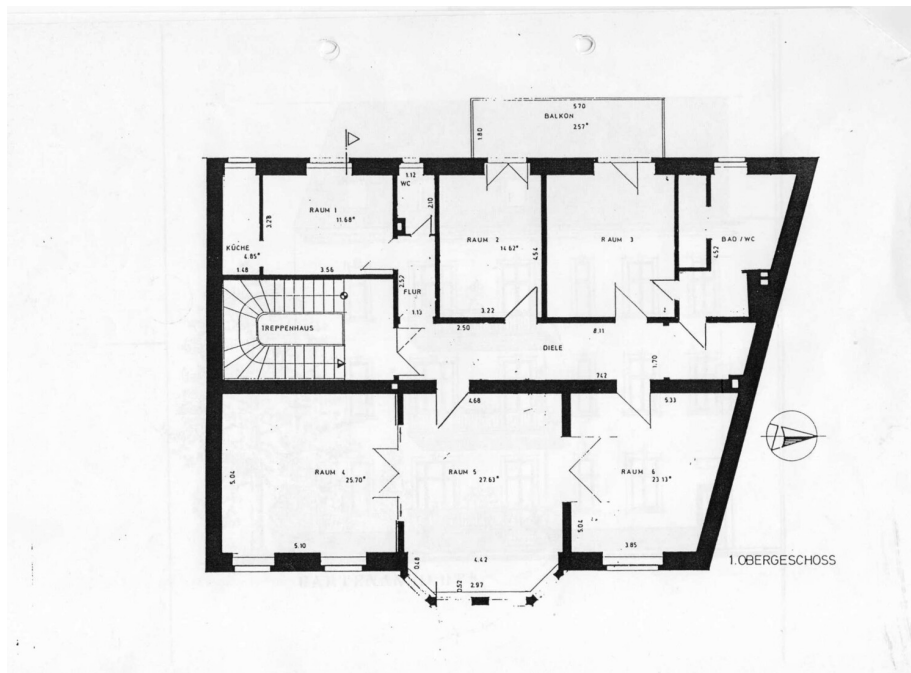 5.70
BALKON
2.57°
1.80
1.12
WC
2.10
RAUM 1
11.68°
3.28
KÜCHE
4.85°
1.48
3.56
2.52
FLUR
1.13
RAUM 2
14.62°
4.54
3.22
RAUM 3
BAD / WC
4.52
TREPPENHAUS
2.50
8.11
DIELE
1.70
7.42
4.68
5.33
5.04
RAUM 4
25.70°
RAUM 5
27.63°
RAUM 6
23.13°
5.04
5.10
4.42
3.85
0.48
0.52
2.97
1.OBERGESCHOSS